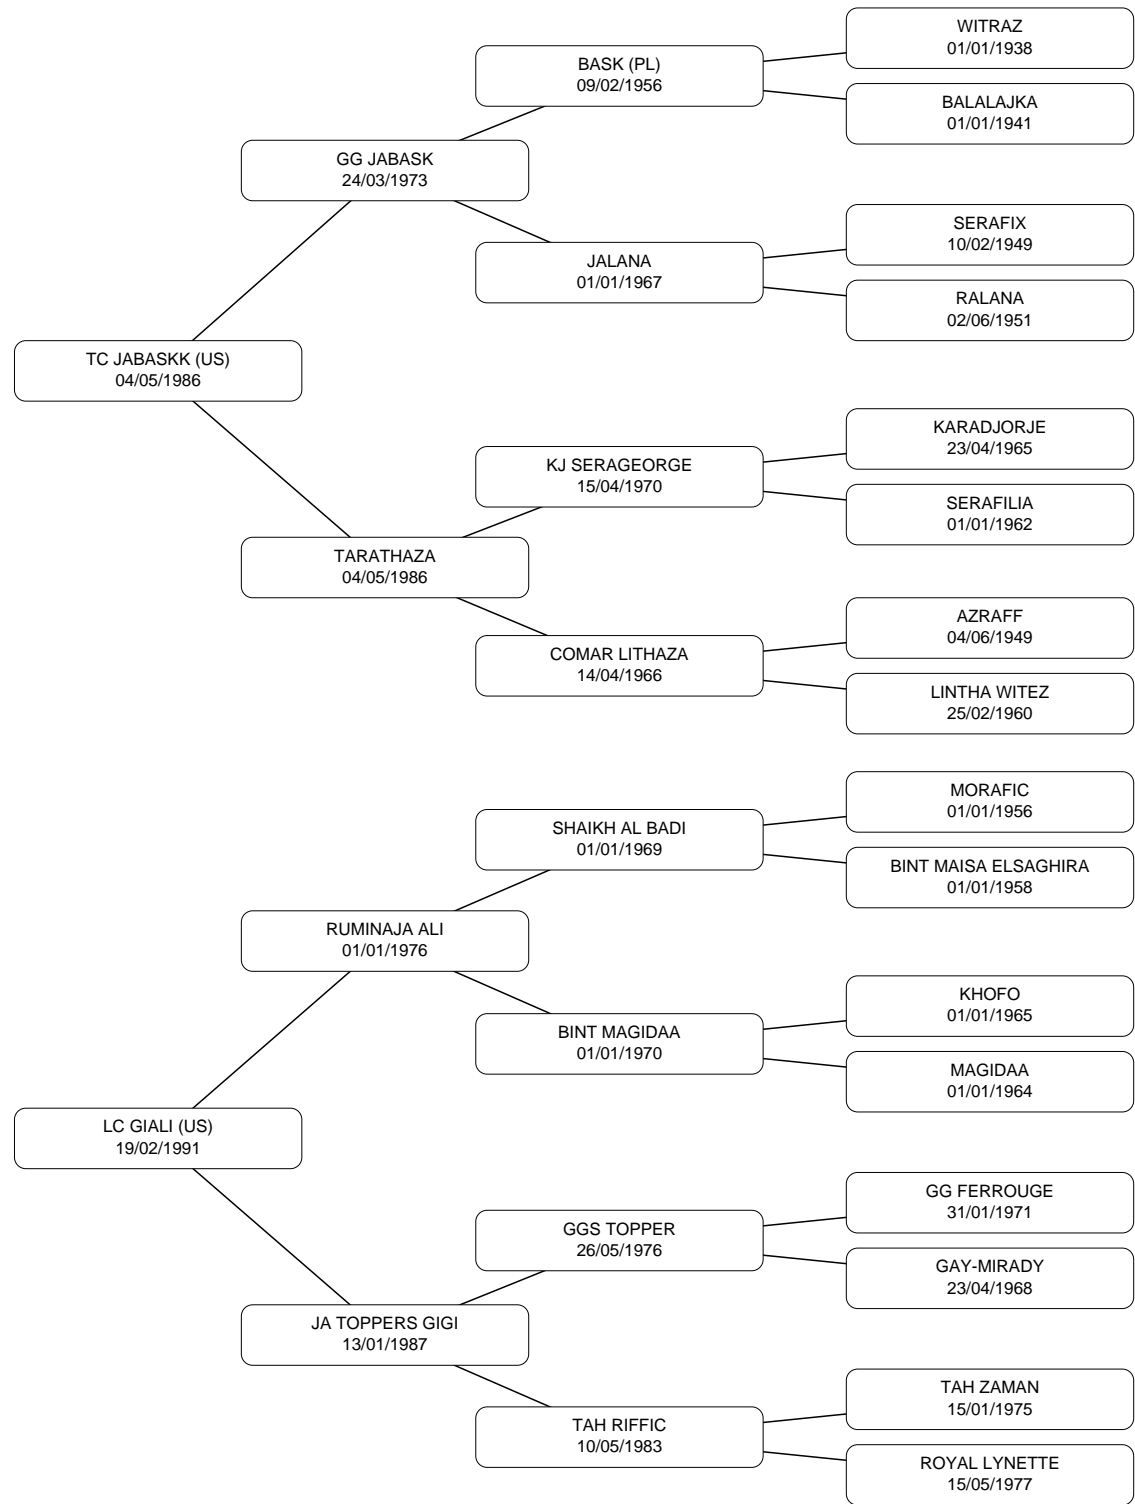 WITRAZ
01/01/1938
BASK (PL)
09/02/1956
BALALAJKA
01/01/1941
GG JABASK
24/03/1973
SERAFIX
10/02/1949
JALANA
01/01/1967
RALANA
02/06/1951
TC JABASKK (US)
04/05/1986
KARADJORJE
23/04/1965
KJ SERAGEORGE
15/04/1970
SERAFILIA
01/01/1962
TARATHAZA
04/05/1986
AZRAFF
04/06/1949
COMAR LITHAZA
14/04/1966
LINTHA WITEZ
25/02/1960
MORAFIC
01/01/1956
SHAIKH AL BADI
01/01/1969
BINT MAISA ELSAGHIRA
01/01/1958
RUMINAJA ALI
01/01/1976
KHOFO
01/01/1965
BINT MAGIDAA
01/01/1970
MAGIDAA
01/01/1964
LC GIALI (US)
19/02/1991
GG FERROUGE
31/01/1971
GGS TOPPER
26/05/1976
GAY-MIRADY
23/04/1968
JA TOPPERS GIGI
13/01/1987
TAH ZAMAN
15/01/1975
TAH RIFFIC
10/05/1983
ROYAL LYNETTE
15/05/1977